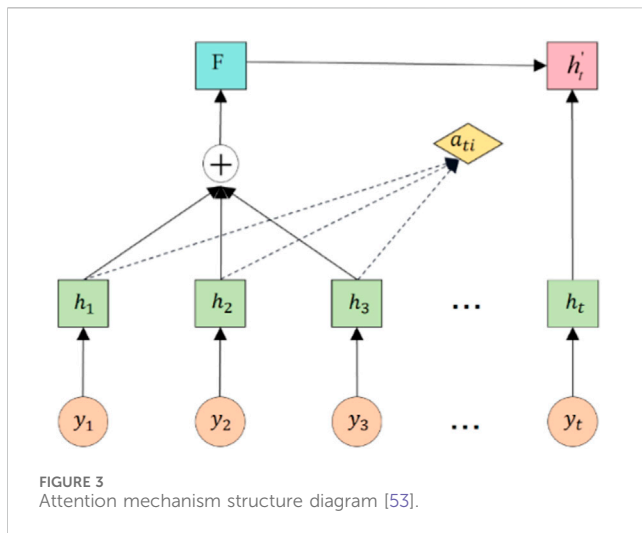 F
h't
ati
+
h1 h2 h3 ... ht
y1 y2 y3 ... yt
FIGURE 3
Attention mechanism structure diagram [53].